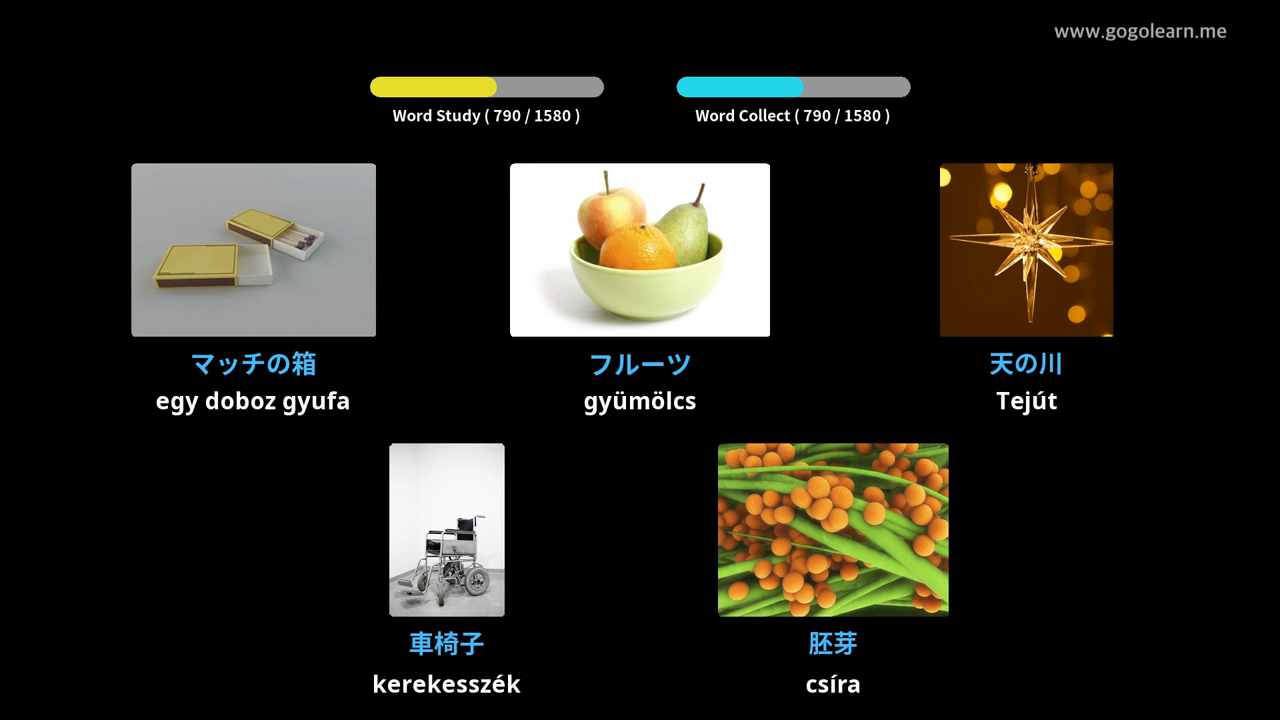 www.gogolearn.me
Word Study ( 790 / 1580 )
Word Collect ( 790 / 1580 )
マッチの箱
egy doboz gyufa
フルーツ
gyümölcs
天の川
Tejút
車椅子
kerekesszék
胚芽
csíra